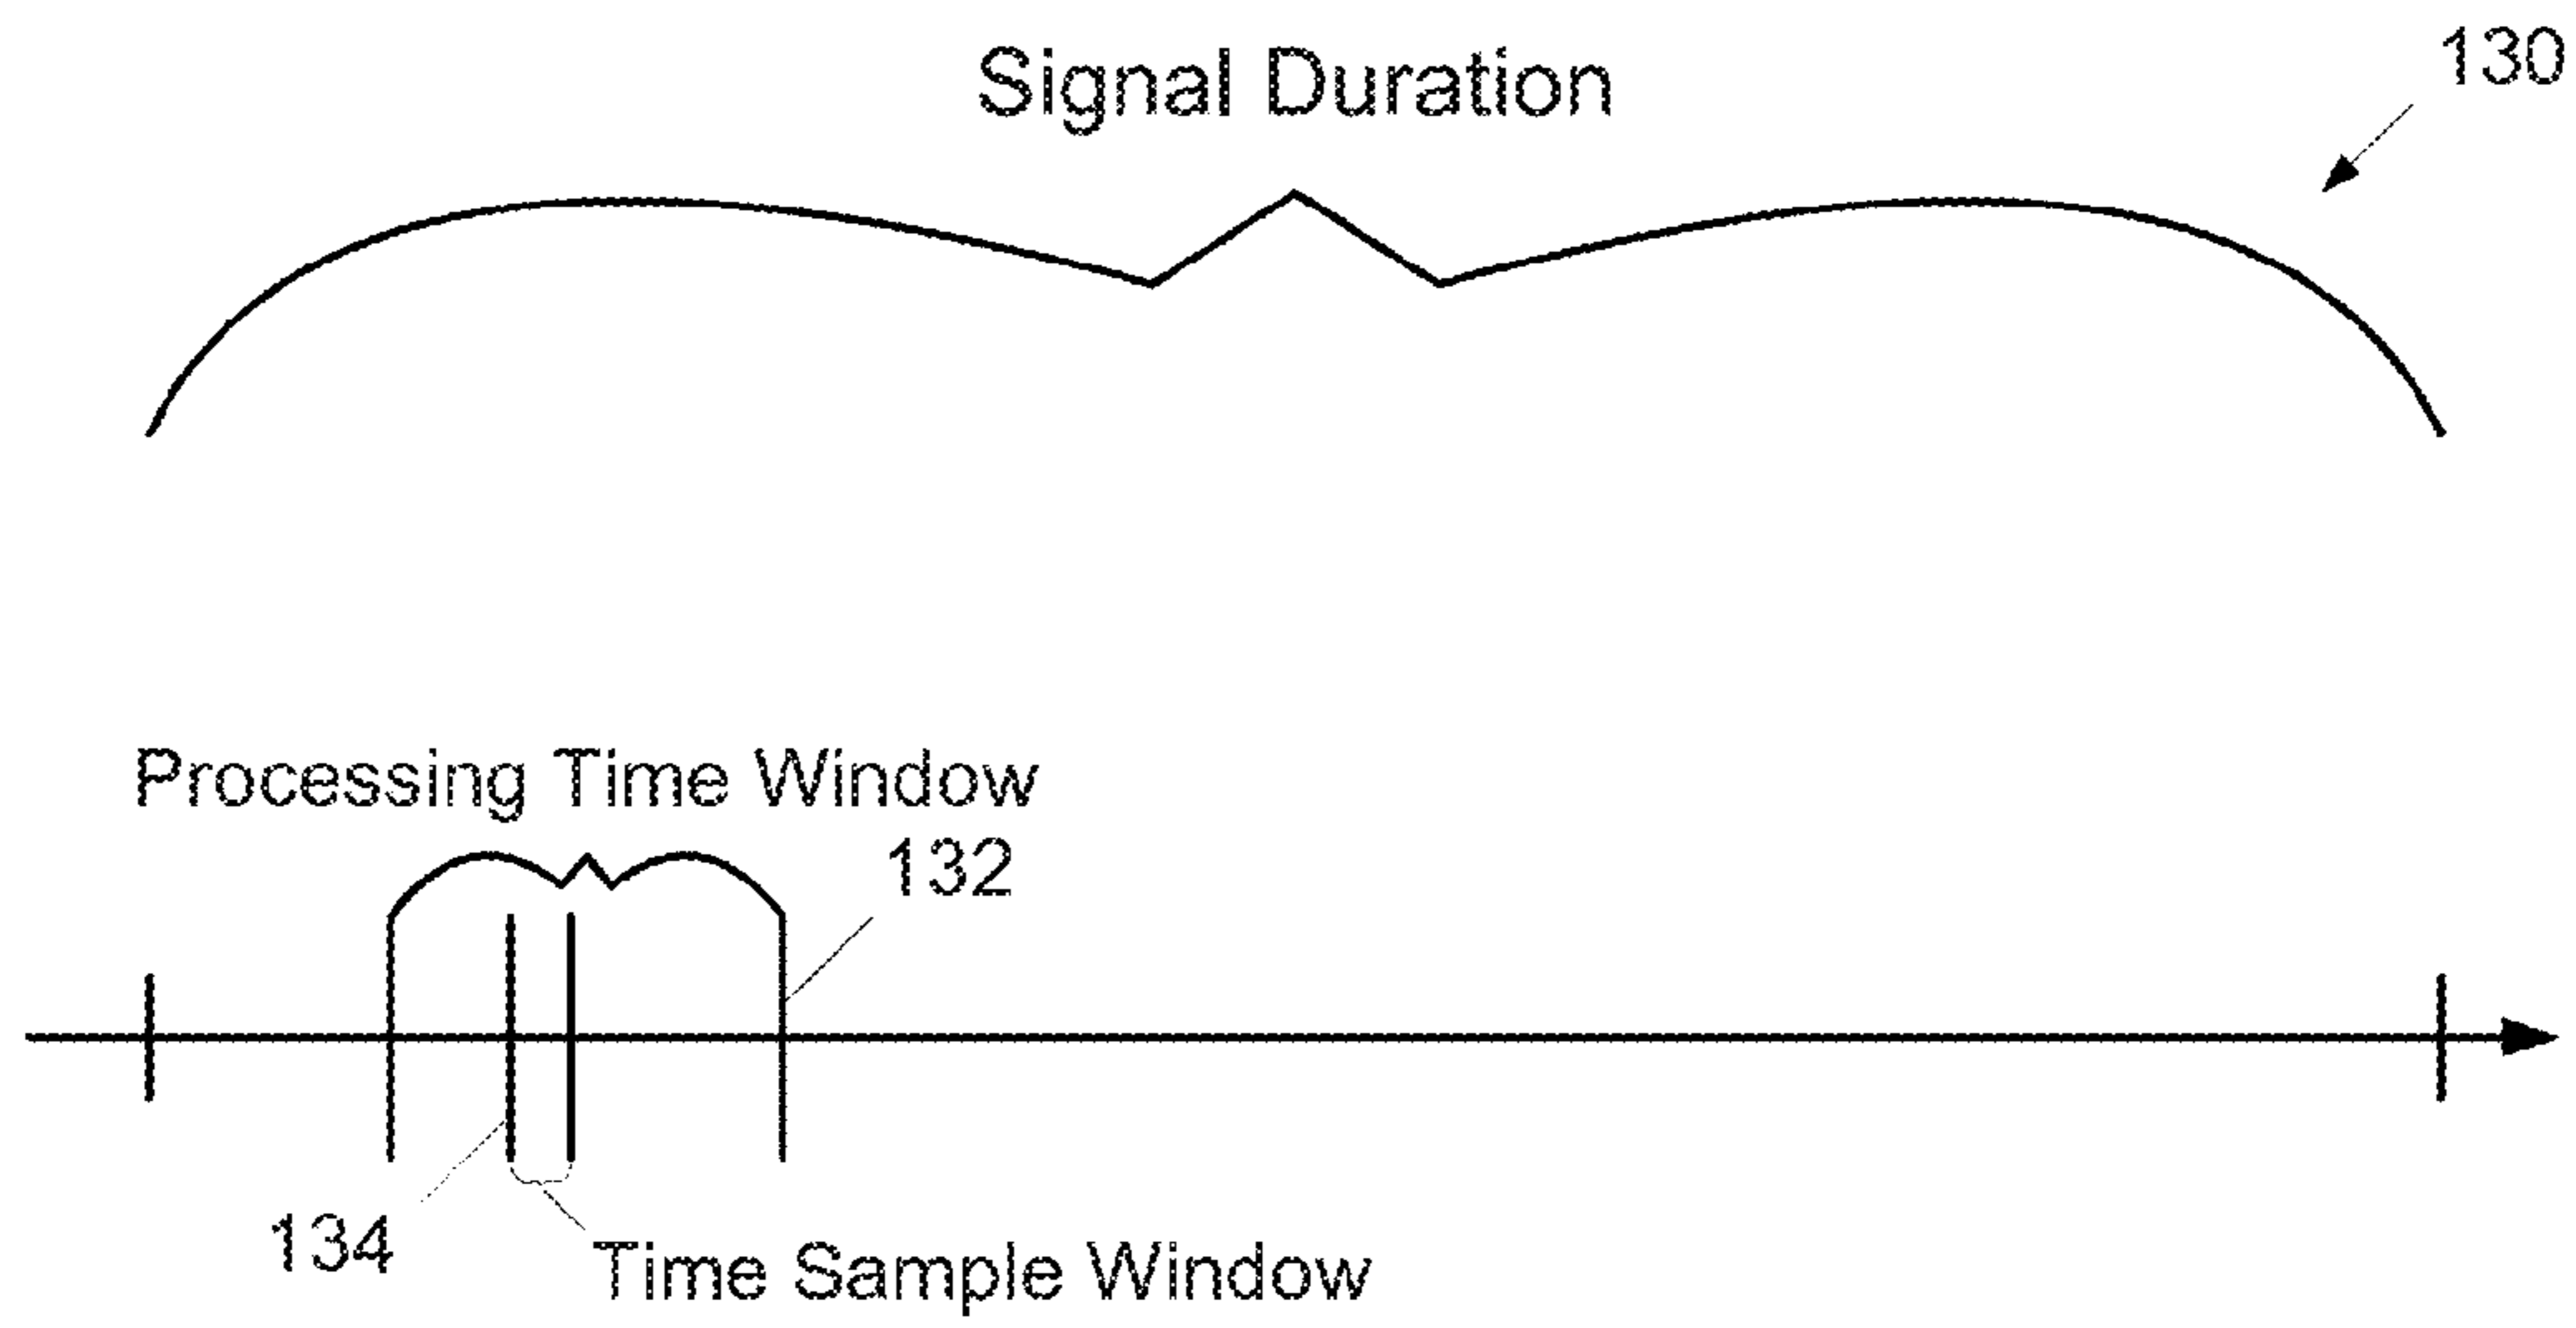 Signal Duration
130
Processing Time Window
132
134
Time Sample Window